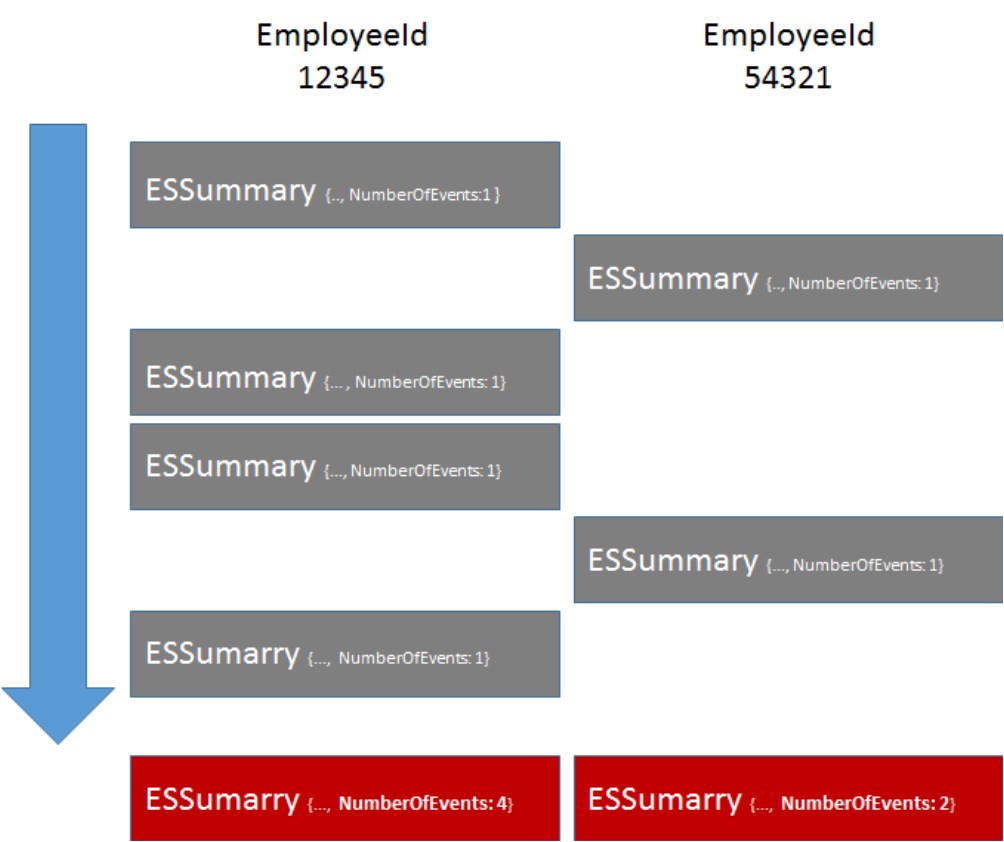 EmployeeId
12345
EmployeeId
54321
ESSummary {.., NumberOfEvents:1 }
ESSummary {.., NumberOfEvents: 1}
ESSummary {... , NumberOfEvents: 1}
ESSummary {..., NumberOfEvents: 1}
ESSummary {..., NumberOfEvents: 1}
ESSumarry {..., NumberOfEvents: 1}
ESSumarry {..., NumberOfEvents: 4}
ESSumarry {..., NumberOfEvents: 2}